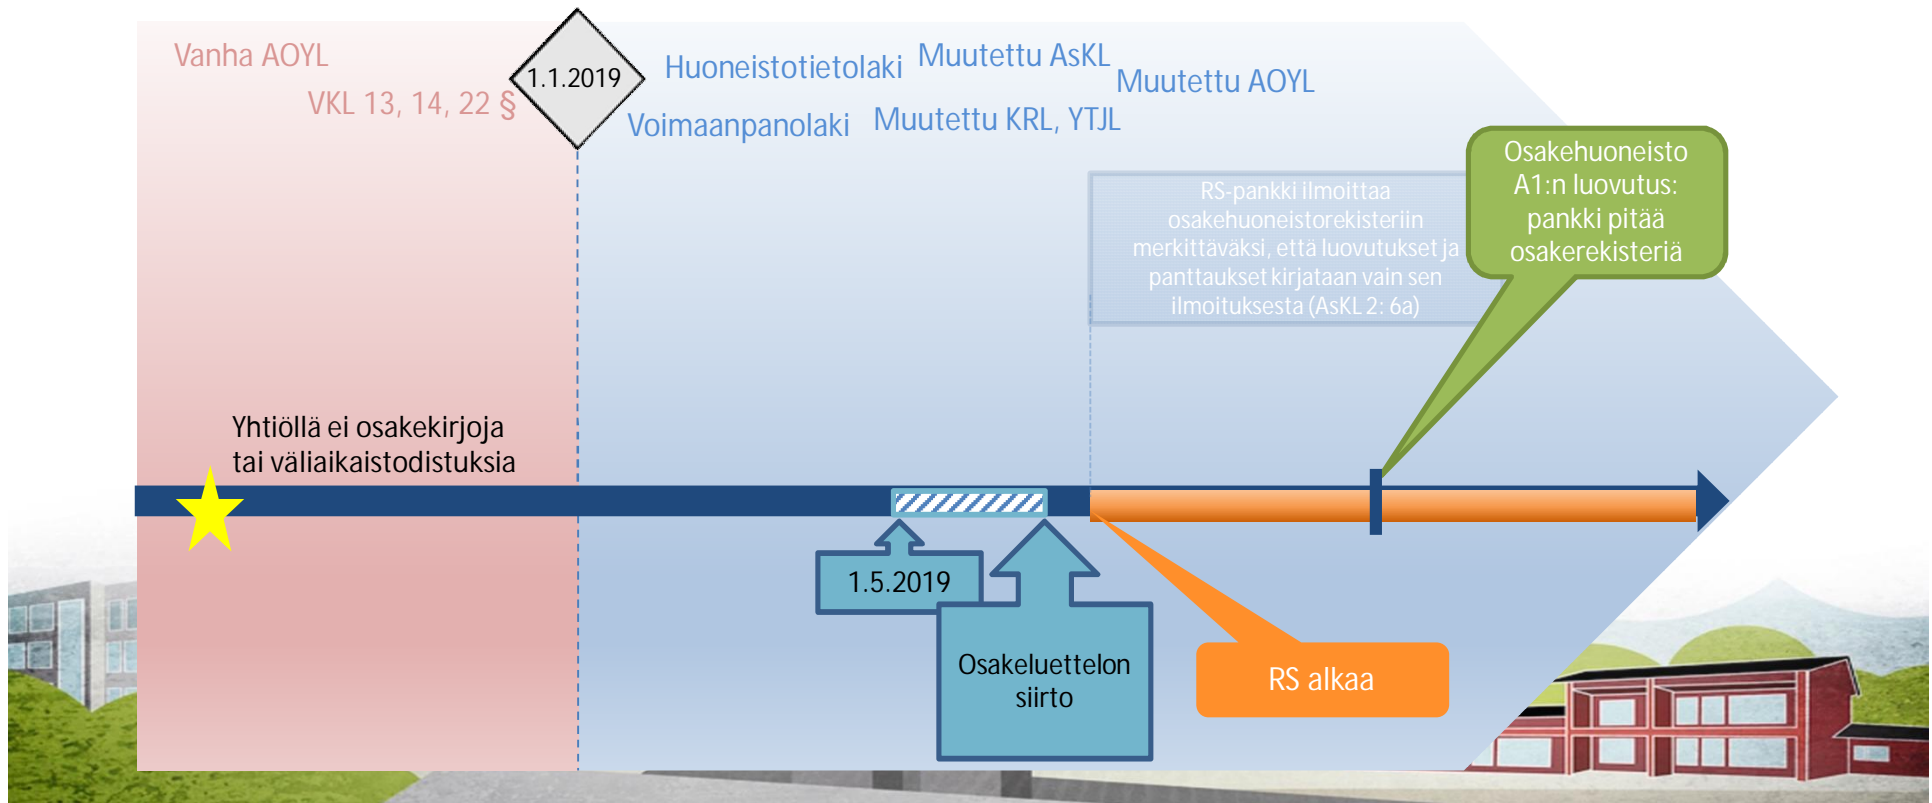 Vanha AOYL
VKL 13, 14, 22 §
1.1.2019
Huoneistotietolaki
Muutettu AsKL
Muutettu AOYL
Voimaanpanolaki
Muutettu KRL, YTJL
RS-pankki ilmoittaa
osakehuoneistorekisteriin
merkittäväksi, että luovutukset ja
panttaukset kirjataan vain sen
ilmoituksesta (AsKL 2: 6a)
Osakehuoneisto
A1:n luovutus:
pankki pitää
osakerekisteriä
Yhtiöllä ei osakekirjoja
tai väliaikaistodistuksia
1.5.2019
Osakeluettelon
siirto
RS alkaa